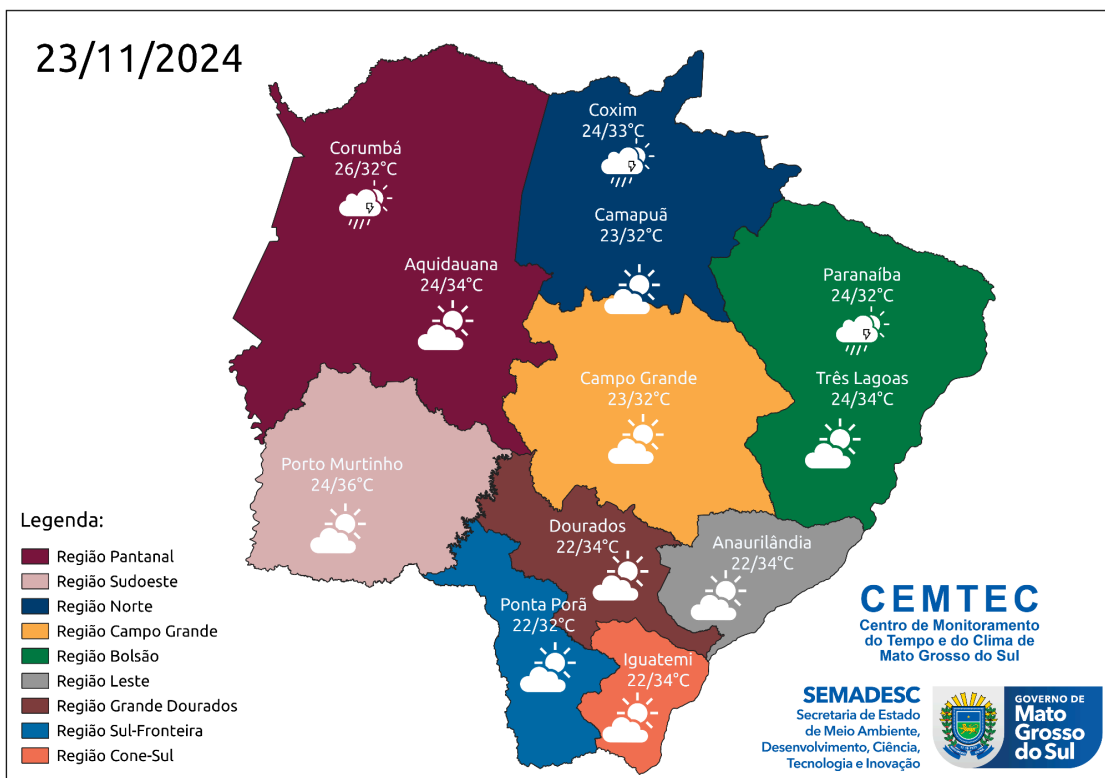 23/11/2024
Coxim
24/33°C
Corumbá
26/32°C
Camapuã
23/32°C
Aquidauana
24/34°C
Paranaíba
24/32°C
Campo Grande
23/32°C
Três Lagoas
24/34°C
Porto Murtinho
24/36°C
Dourados
22/34°C
Anaurilândia
22/34°C
Ponta Porã
22/32°C
Iguatemi
22/34°C
Legenda:
Região Pantanal
Região Sudoeste
Região Norte
Região Campo Grande
Região Bolsão
Região Leste
Região Grande Dourados
Região Sul-Fronteira
Região Cone-Sul
CEMTEC
Centro de Monitoramento
do Tempo e do Clima de
Mato Grosso do Sul
SEMADESC
Secretaria de Estado
de Meio Ambiente,
Desenvolvimento, Ciência,
Tecnologia e Inovação
GOVERNO DE
Mato
Grosso
do Sul